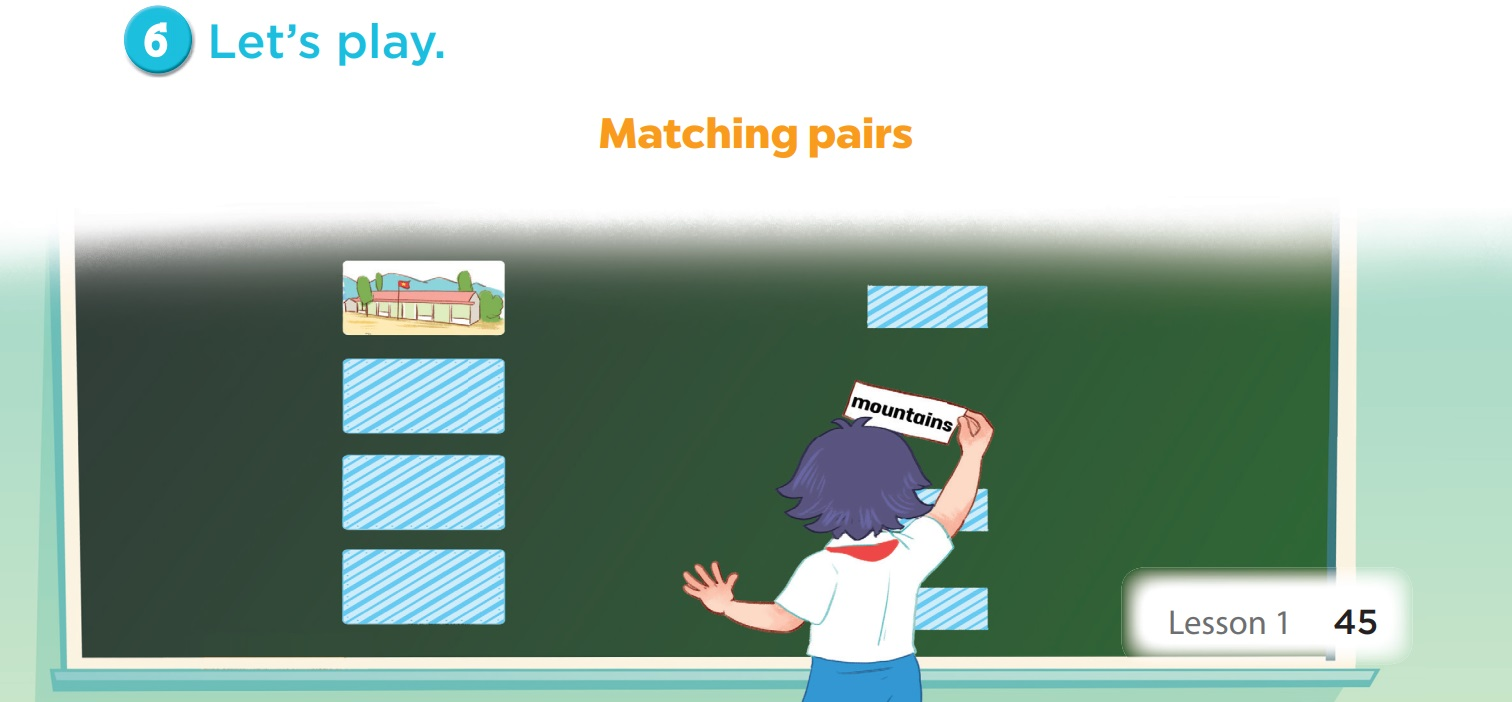 6 Let's play.
Matching pairs
mountains
Lesson 1 45